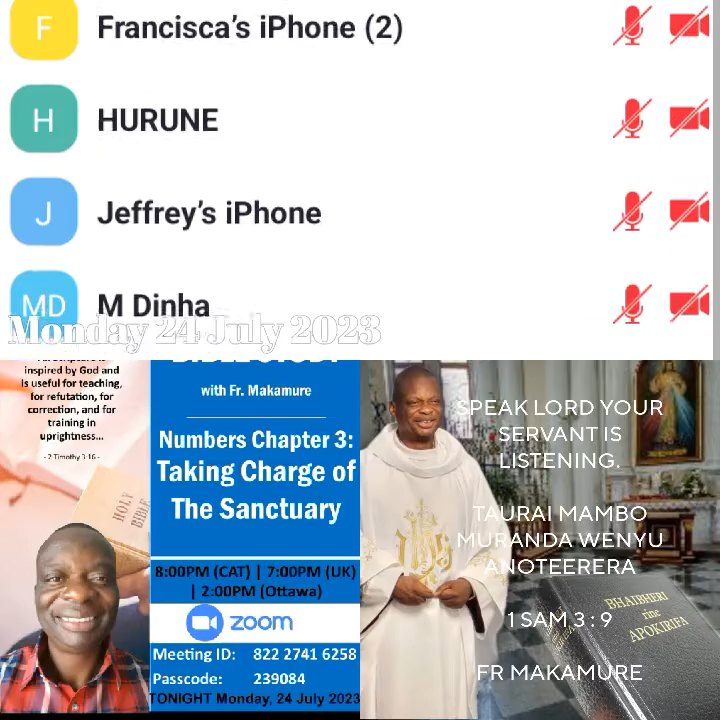 F
Francisca's iPhone (2)
H
HURUNE
J
Jeffrey's iPhone
MD
M Dinha
Monday 24 July 2023
inspired by God and
is useful for teaching,
for refutation, for
correction, and for
training in
uprightness...
- 2 Timothy 3:16 -
HOLY
BIBLE
with Fr. Makamure
Numbers Chapter 3:
Taking Charge of
The Sanctuary
8:00PM (CAT) | 7:00PM (UK)
| 2:00PM (Ottawa)
zoom
Meeting ID: 822 2741 6258
Passcode: 239084
TONIGHT Monday, 24 July 2023
SPEAK LORD YOUR
SERVANT IS
LISTENING.
TAURAI MAMBO
MURANDA WENYU
ANOTEERERA
1 SAM 3 : 9
FR MAKAMURE
BHAIBHERI
rine
APOKIRIFA